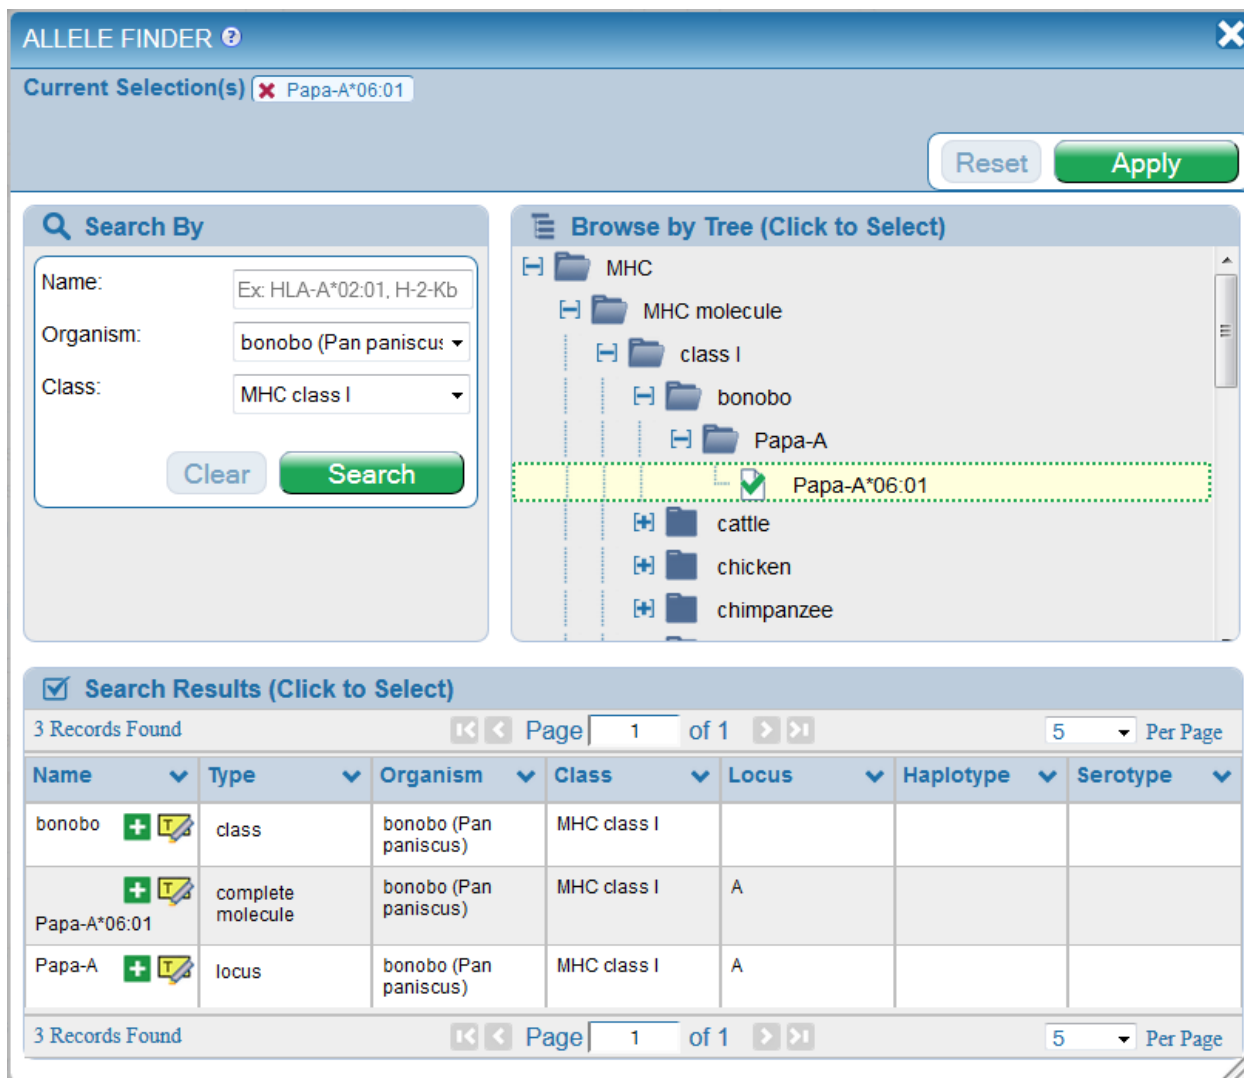 ALLELE FINDER ?
Current Selection(s) Papa-A*06:01
Reset Apply
Search By
Name: Ex: HLA-A*02:01, H-2-Kb
Organism: bonobo (Pan paniscus
Class: MHC class I
Clear Search
Browse by Tree (Click to Select)
MHC
MHC molecule
class I
bonobo
Papa-A
Papa-A*06:01
cattle
chicken
chimpanzee
Search Results (Click to Select)
3 Records Found Page 1 of 1 5 Per Page
Name Type Organism Class Locus Haplotype Serotype
bonobo class bonobo (Pan MHC class I
paniscus)
Papa-A*06:01 complete bonobo (Pan MHC class I A
molecule paniscus)
Papa-A locus bonobo (Pan MHC class I A
paniscus)
3 Records Found Page 1 of 1 5 Per Page